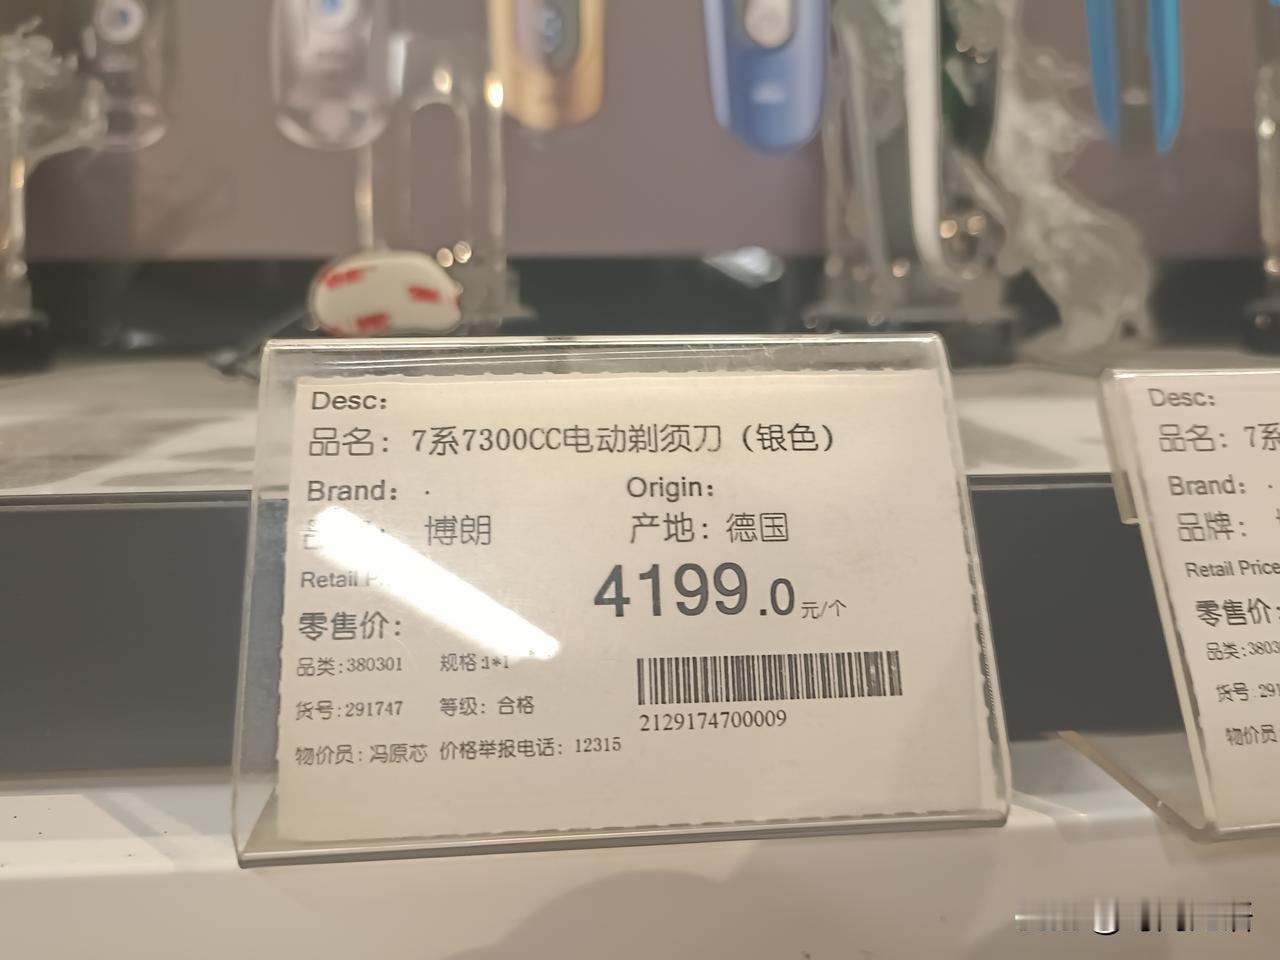 Desc:
品名: 7系7300CC电动剃须刀 (银色)
Brand: .
Origin:
博朗
产地: 德国
Retail P
4199.0元/个
零售价:
品类:380301
规格:1*1
货号:291747
等级: 合格
2129174700009
物价员: 冯原芯 价格举报电话: 12315
Desc:
品名: 7系
Brand: .
品牌:
Retail Price
零售价:
品类:3803
货号:291
物价员